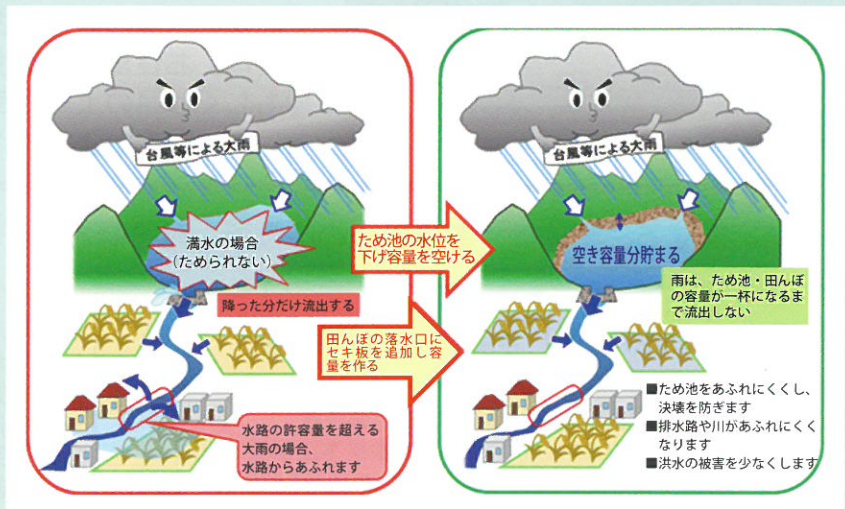 台風等による大雨
満水の場合
(ためられない)
降った分だけ流出する
水路の許容量を超える
大雨の場合、
水路からあふれます
ため池の水位を
下げ容量を空ける
田んぼの落水口に
セキ板を追加し容
量を作る
台風等による大雨
空き容量分貯まる
雨は、ため池・田んぼ
の容量が一杯になるま
で流出しない
■ため池をあふれにくくし、
決壊を防ぎます
■排水路や川があふれにくく
なります
■洪水の被害を少なくします